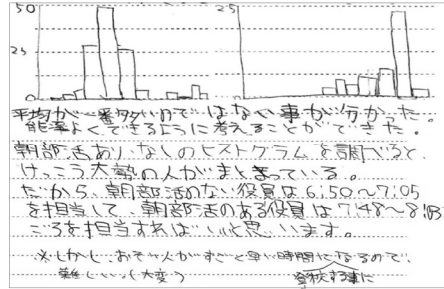 50
25
25
0
平均が一番多いのではない事が分かった。
能率よくできるように考えることができた。
朝部活ありなしのヒストグラムを調べると、
けっこう大勢の人がまとまっている。
だから、朝部活のない役員は6:50〜7:05
を担当して、朝部活のある役員は7:48〜8:03
ごろを担当すればいいと思います。
※しかし、おそい人がすごく早い時間になるので、
難しい。大変 登校する事に